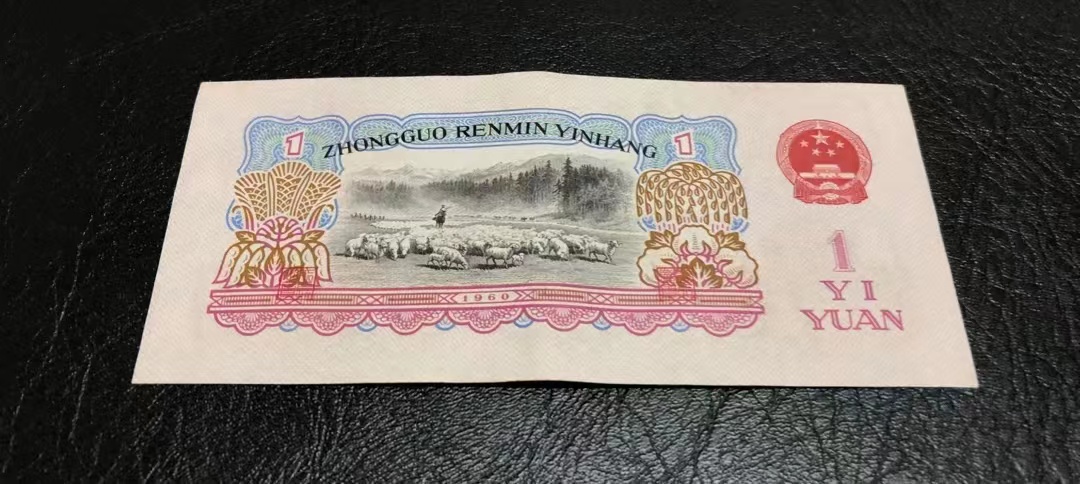 1 ZHONGGUO RENMIN YINHANG 1
1960
1
YI
YUAN